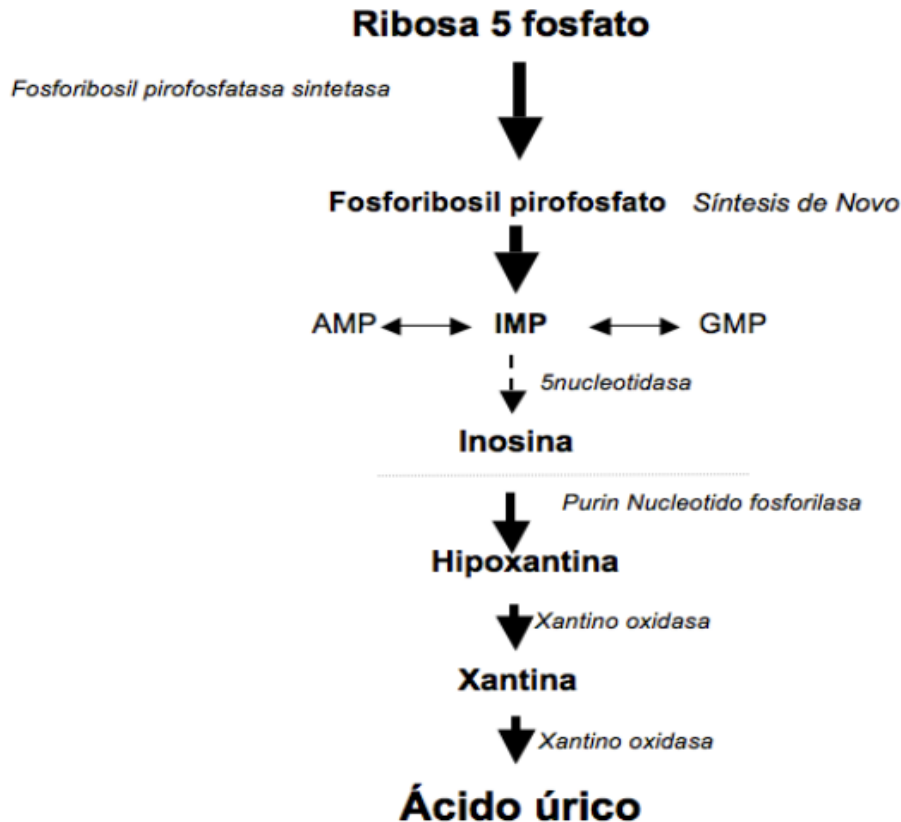 Ribosa 5 fosfato
Fosforibosil pirofosfatasa sintetasa
Fosforibosil pirofosfato Síntesis de Novo
AMP IMP GMP
5nucleotidasa
Inosina
Purin Nucleotido fosforilasa
Hipoxantina
Xantino oxidasa
Xantina
Xantino oxidasa
Ácido úrico